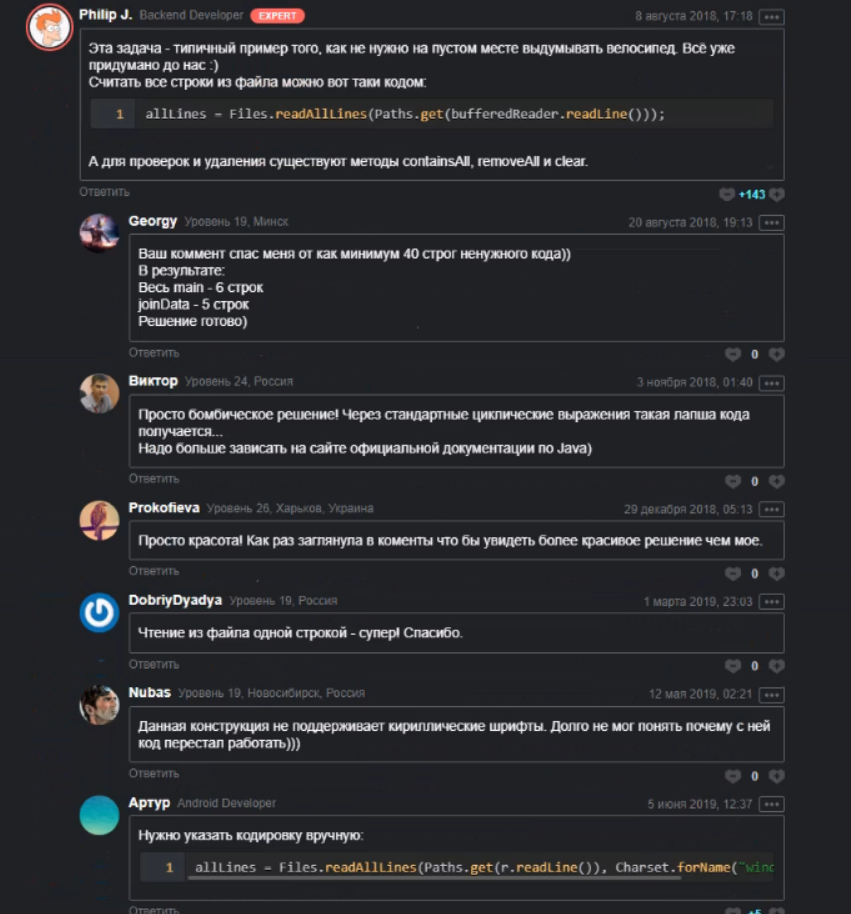 Philip J. Backend Developer EXPERT 8 августа 2018, 17:18
Эта задача - типичный пример того, как не нужно на пустом месте выдумывать велосипед. Всё уже
придумано до нас :)
Считать все строки из файла можно вот таки кодом:
1 allLines = Files.readAllLines(Paths.get(bufferedReader.readLine()));
А для проверок и удаления существуют методы containsAll, removeAll и clear.
Ответить +143
Georgy Уровень 19, Минск 20 августа 2018, 19:13
Ваш коммент спас меня от как минимум 40 строг ненужного кода))
В результате:
Весь main - 6 строк
joinData - 5 строк
Решение готово)
Ответить 0
Виктор Уровень 24, Россия 3 ноября 2018, 01:40
Просто бомбическое решение! Через стандартные циклические выражения такая лапша кода
получается...
Надо больше зависать на сайте официальной документации по Java)
Ответить 0
Prokofieva Уровень 26, Харьков, Украина 29 декабря 2018, 05:13
Просто красота! Как раз заглянула в коменты что бы увидеть более красивое решение чем мое.
Ответить 0
DobriyDyadya Уровень 19, Россия 1 марта 2019, 23:03
Чтение из файла одной строкой - супер! Спасибо.
Ответить 0
Nubas Уровень 19, Новосибирск, Россия 12 мая 2019, 02:21
Данная конструкция не поддерживает кириллические шрифты. Долго не мог понять почему с ней
код перестал работать)))
Ответить 0
Артур Android Developer 5 июня 2019, 12:37
Нужно указать кодировку вручную:
1 allLines = Files.readAllLines(Paths.get(r.readLine()), Charset.forName("winc
Ответить +5